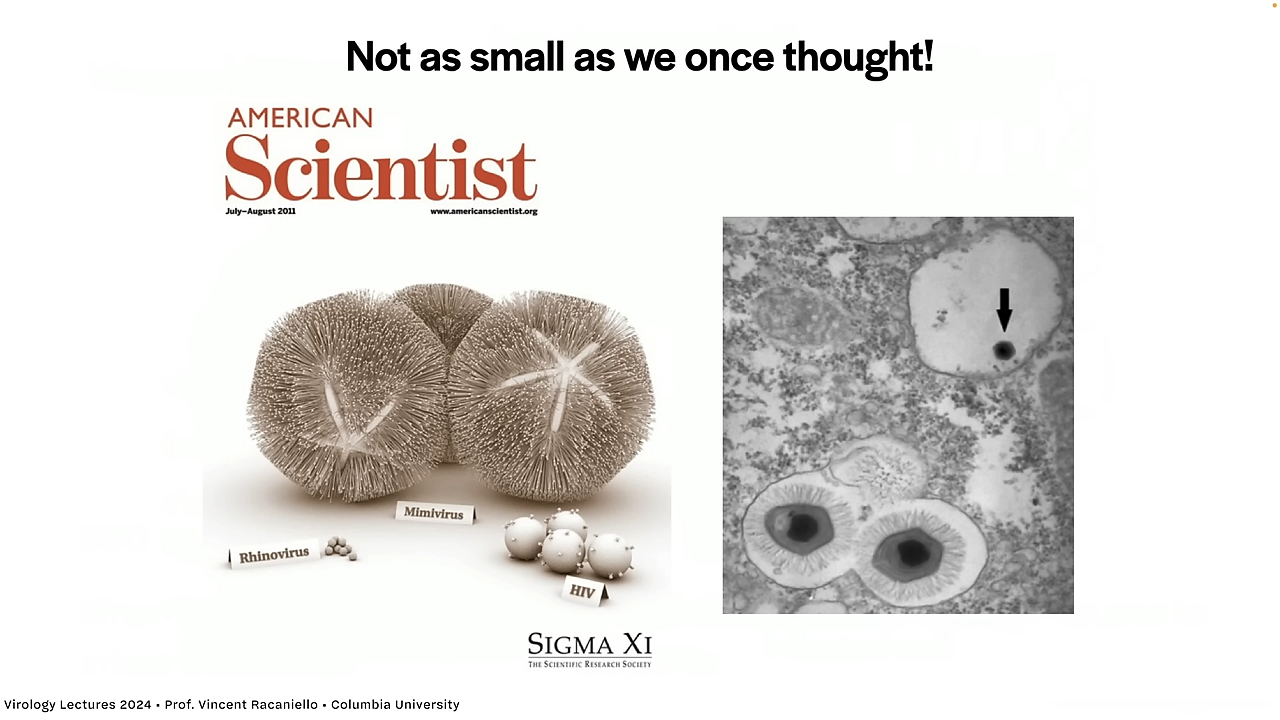 Not as small as we once thought!
AMERICAN
Scientist
July–August 2011 www.americanscientist.org
Mimivirus
Rhinovirus
HIV
SIGMA XI
THE SCIENTIFIC RESEARCH SOCIETY
Virology Lectures 2024 • Prof. Vincent Racaniello • Columbia University